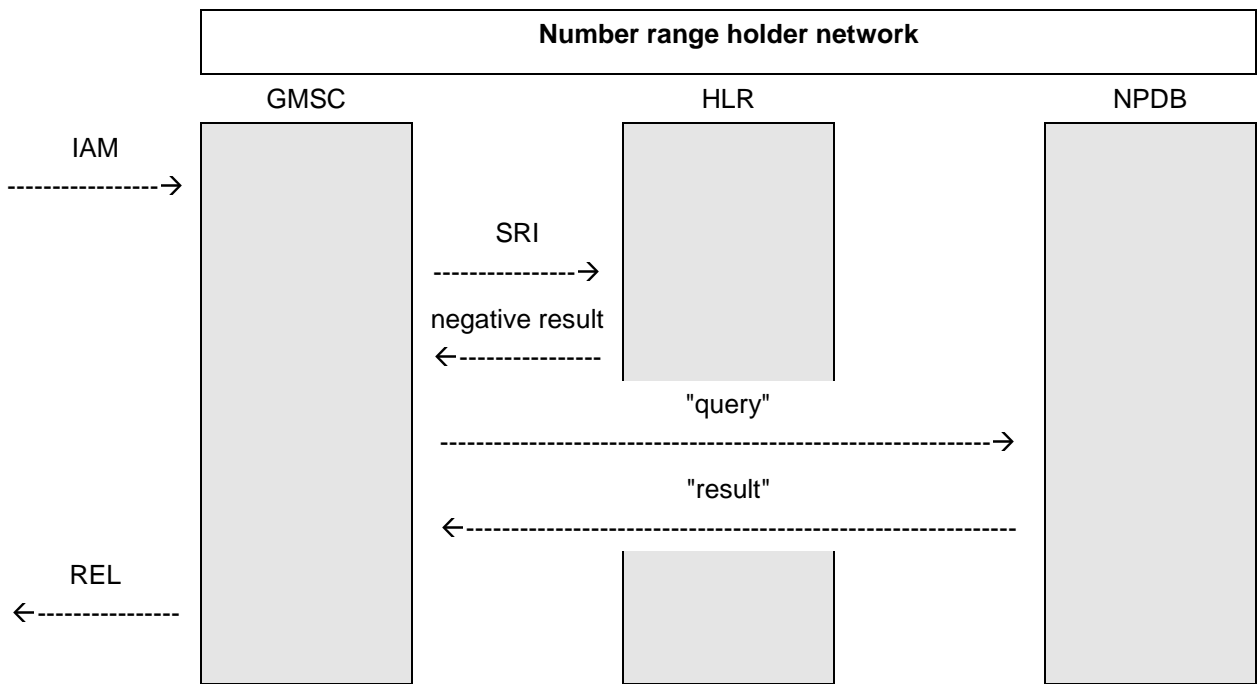 Number range holder network
GMSC HLR NPDB
IAM
SRI
negative result
"query"
"result"
REL